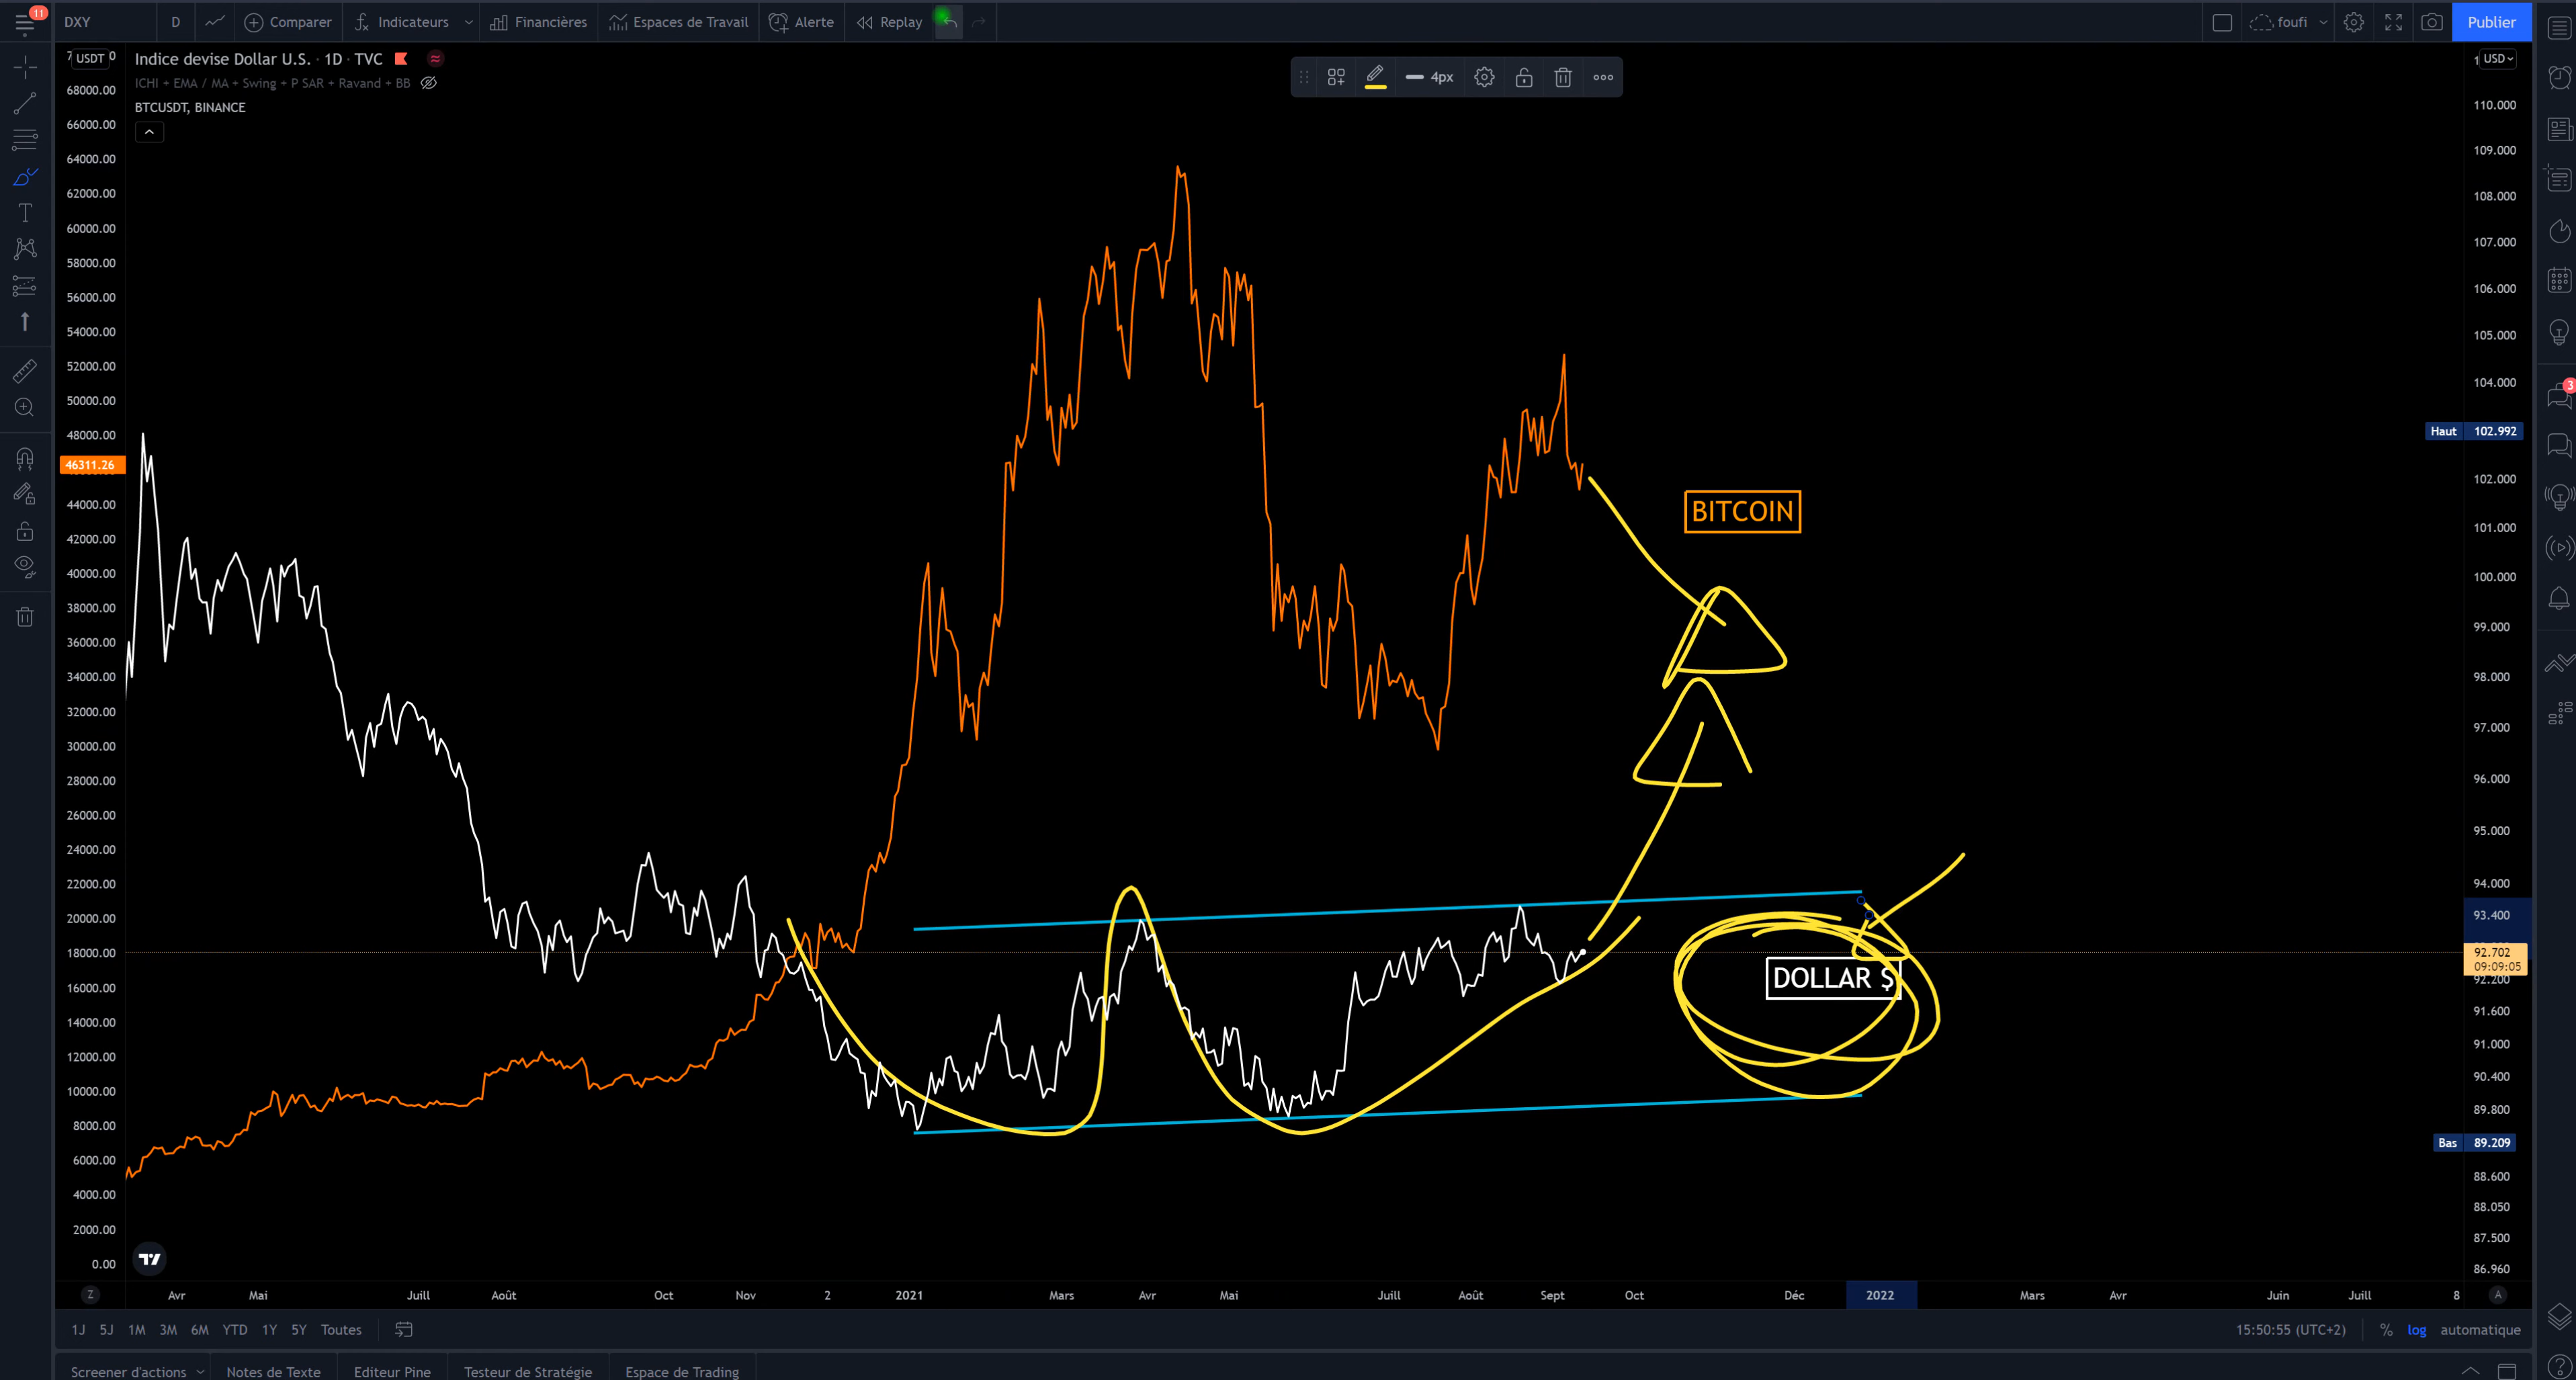 11
DXY
D
Comparer
Indicateurs
Financières
Espaces de Travail
Alerte
Replay
foufi
Publier
USDT
Indice devise Dollar U.S. · 1D · TVC
ICHI + EMA / MA + Swing + P SAR + Ravand + BB
BTCUSDT, BINANCE
4px
USD
68000.00
66000.00
64000.00
62000.00
60000.00
58000.00
56000.00
54000.00
52000.00
50000.00
48000.00
46311.26
44000.00
42000.00
40000.00
38000.00
36000.00
34000.00
32000.00
30000.00
28000.00
26000.00
24000.00
22000.00
20000.00
18000.00
16000.00
14000.00
12000.00
10000.00
8000.00
6000.00
4000.00
2000.00
0.00
BITCOIN
DOLLAR $
110.000
109.000
108.000
107.000
106.000
105.000
104.000
Haut 102.992
102.000
101.000
100.000
99.000
98.000
97.000
96.000
95.000
94.000
93.400
92.702
09:09:05
92.200
91.600
91.000
90.400
89.800
Bas 89.209
88.600
88.050
87.500
86.960
3
Z
Avr
Mai
Juill
Août
Oct
Nov
2
2021
Mars
Avr
Mai
Juill
Août
Sept
Oct
Déc
2022
Mars
Avr
Juin
Juill
8
A
1J
5J
1M
3M
6M
YTD
1Y
5Y
Toutes
15:50:55 (UTC+2)
%
log
automatique
Screener d'actions
Notes de Texte
Editeur Pine
Testeur de Stratégie
Espace de Trading